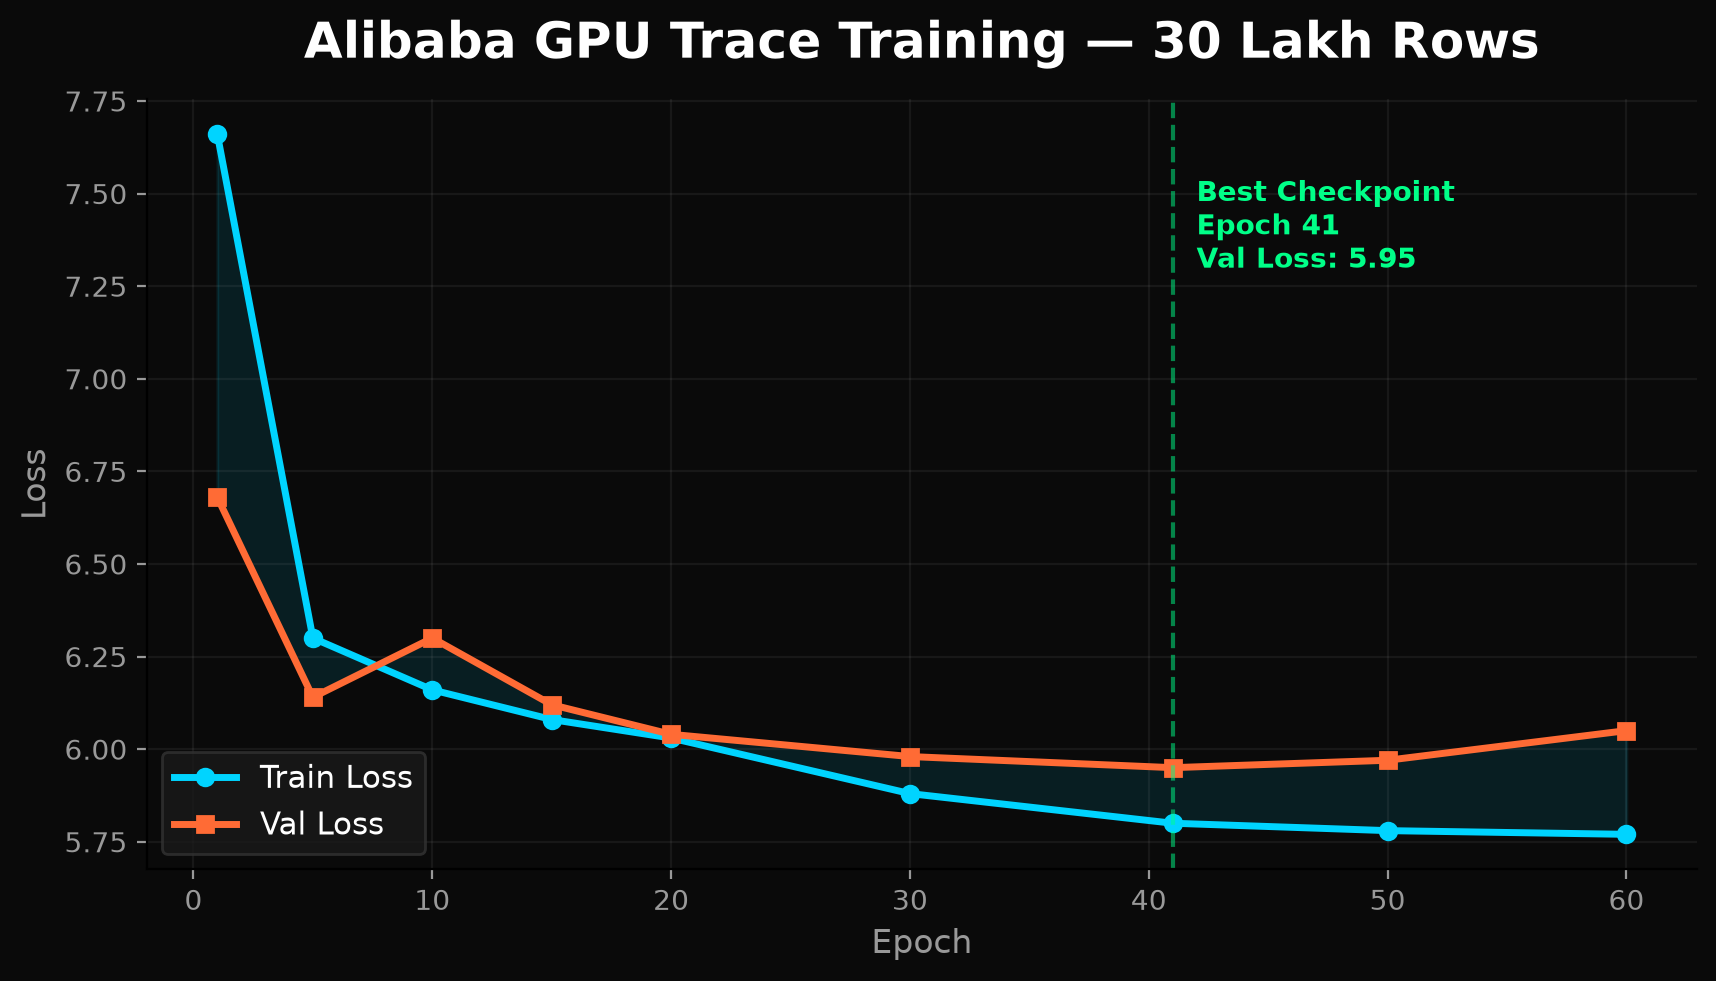 Alibaba GPU Trace Training — 30 Lakh Rows
7.75
7.50
7.25
7.00
6.75
6.50
6.25
6.00
5.75
Loss
Best Checkpoint
Epoch 41
Val Loss: 5.95
Train Loss
Val Loss
0 10 20 30 40 50 60
Epoch